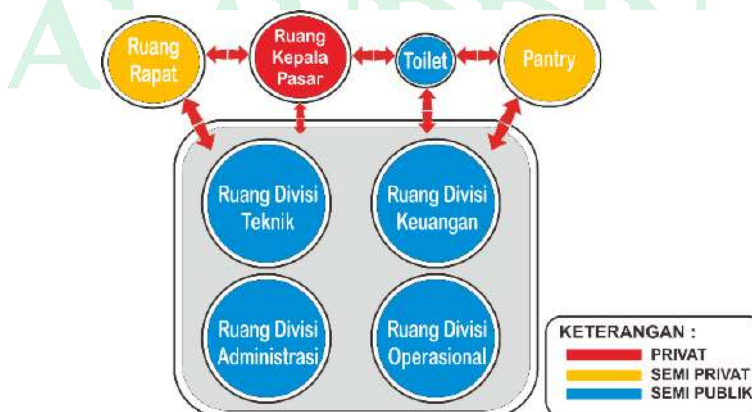 Ruang
Rapat
Ruang
Kepala
Pasar
Toilet
Pantry
Ruang Divisi
Teknik
Ruang Divisi
Keuangan
Ruang Divisi
Administrasi
Ruang Divisi
Operasional
KETERANGAN :
PRIVAT
SEMI PRIVAT
SEMI PUBLIK